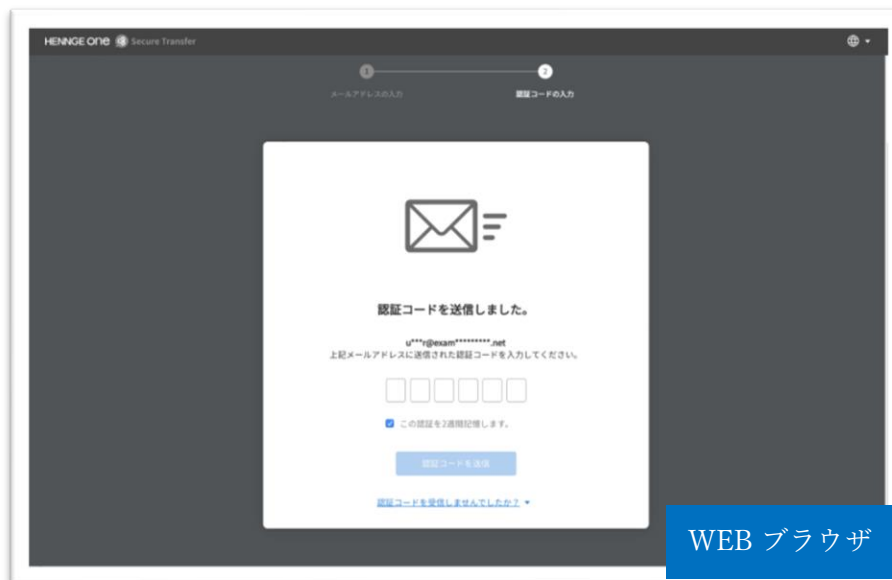 HENNGE one Secure Transfer
1 2
メールアドレスの入力 認証コードの入力
認証コードを送信しました。
u***r@exam*********.net
上記メールアドレスに送信された認証コードを入力してください。
この認証を2週間記憶します。
認証コードを送信
認証コードを受信しませんでしたか？
WEB ブラウザ